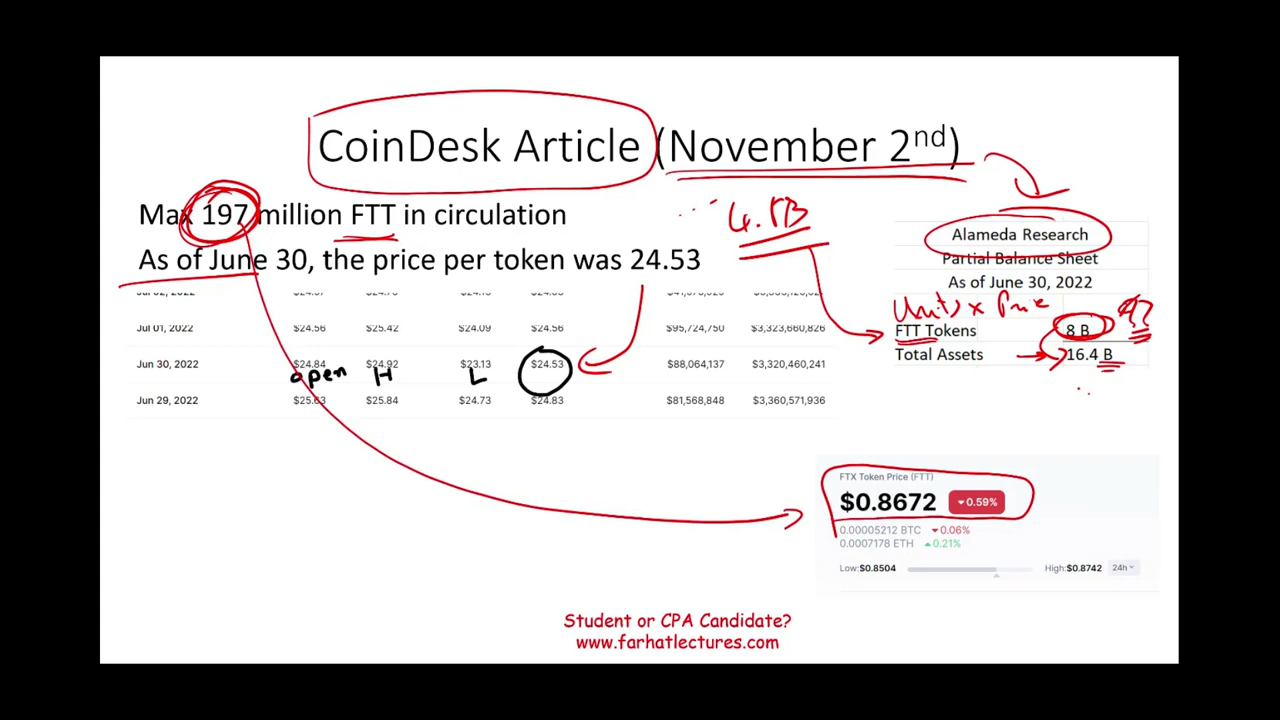 CoinDesk Article (November 2nd)
Max 197 million FTT in circulation
As of June 30, the price per token was 24.53
4.8B
Alameda Research
Partial Balance Sheet
As of June 30, 2022
Units x Price
FTT Tokens 8 B
Total Assets 16.4 B
Jul 01, 2022 $24.56 $25.42 $24.09 $24.56 $95,724,750 $3,323,660,826
Jun 30, 2022 $24.84 $24.92 $23.13 $24.53 $88,064,137 $3,320,460,241
open H L
Jun 29, 2022 $25.63 $25.84 $24.73 $24.83 $81,568,848 $3,360,571,936
FTX Token Price (FTT)
$0.8672 0.59%
0.00005212 BTC 0.06%
0.0007178 ETH 0.21%
Low:$0.8504 High:$0.8742 24h
Student or CPA Candidate?
www.farhatlectures.com